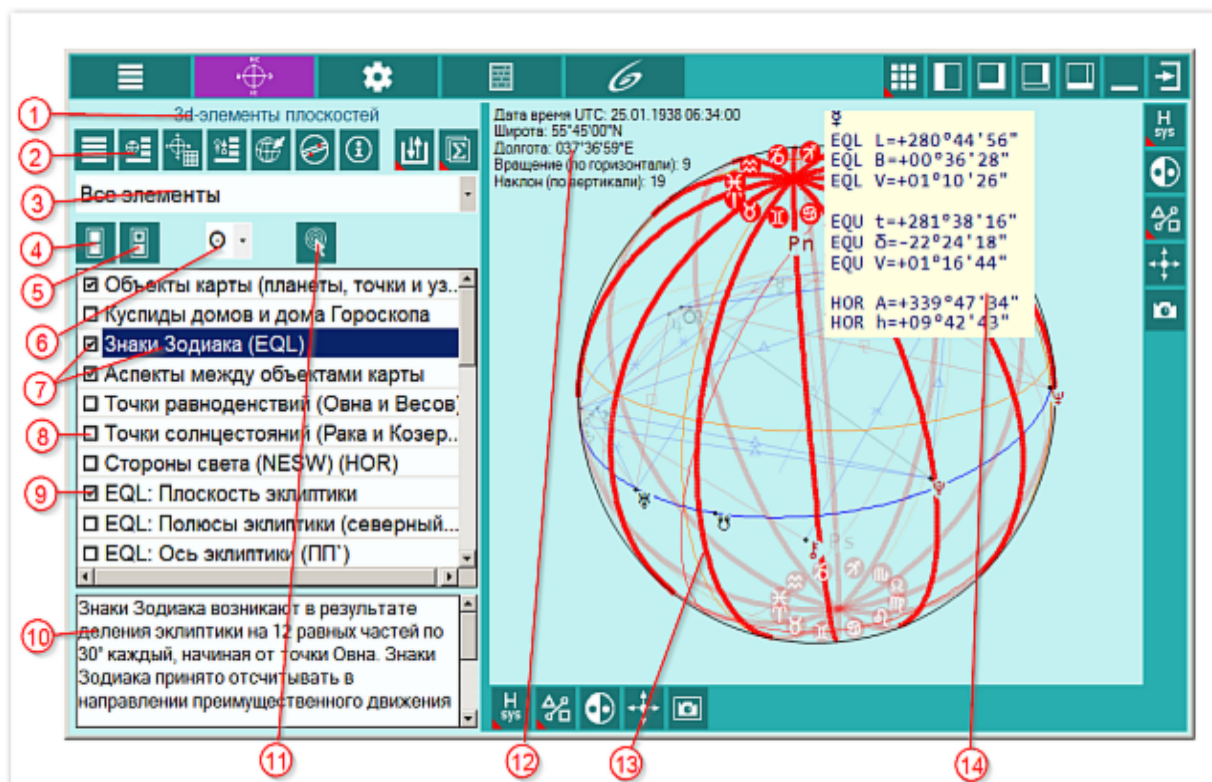 1
3d-элементы плоскостей
2
3
Все элементы
4
5
6
7
8
9
Объекты карты (планеты, точки и уз...
Куспиды домов и дома Гороскопа
Знаки Зодиака (EQL)
Аспекты между объектами карты
Точки равноденствий (Овна и Весов)
Точки солнцестояний (Рака и Козер...
Стороны света (NESW) (HOR)
EQL: Плоскость эклиптики
EQL: Полюсы эклиптики (северный...
EQL: Ось эклиптики (ПП`)
10
Знаки Зодиака возникают в результате
деления эклиптики на 12 равных частей по
30° каждый, начиная от точки Овна. Знаки
Зодиака принято отсчитывать в
направлении преимущественного движения
Дата время UTC: 25.01.1938 06:34:00
Широта: 55°45'00"N
Долгота: 037°36'59"E
Вращение (по горизонтали): 9
Наклон (по вертикали): 19
☿
EQL L=+280°44'56"
EQL B=+00°36'28"
EQL V=+01°10'26"
EQU t=+281°38'16"
EQU δ=-22°24'18"
EQU V=+01°16'44"
HOR A=+339°47'34"
HOR h=+09°42'43"
Pn
Ps
H
sys
H
sys
11
12
13
14